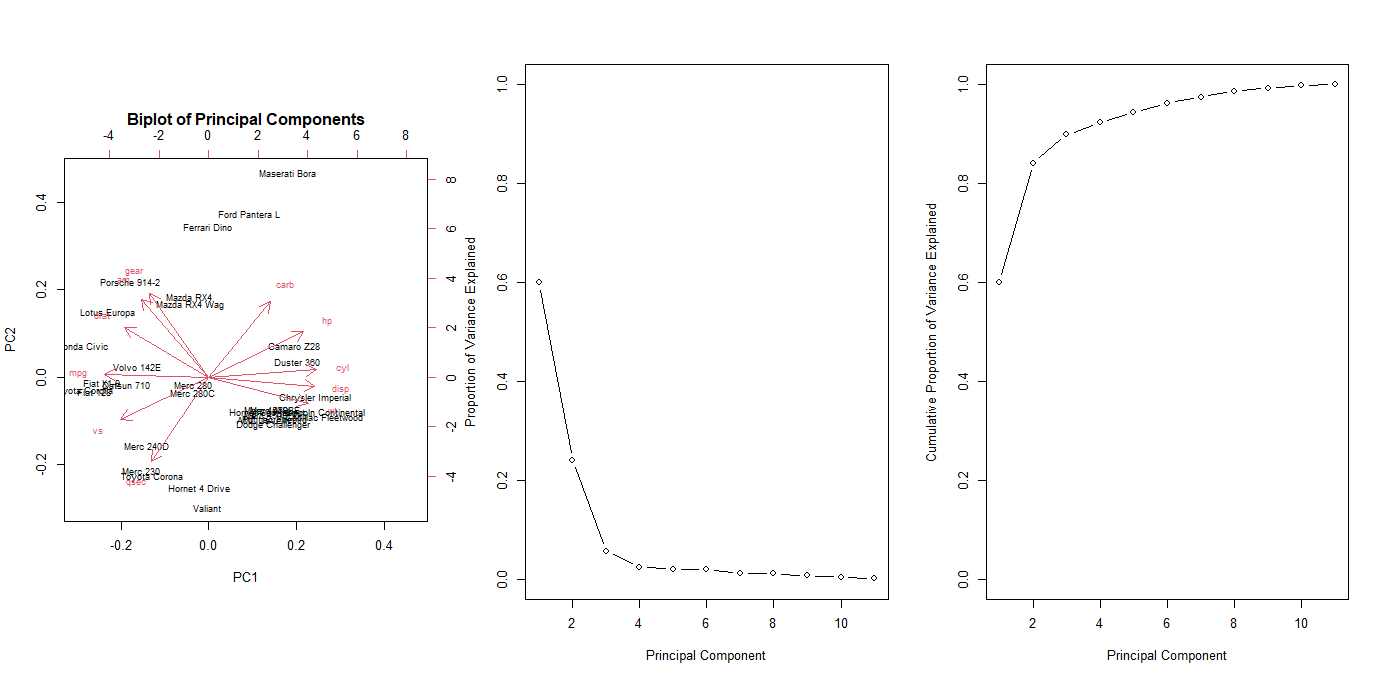 Biplot of Principal Components
-4 -2 0 2 4 6 8
Maserati Bora
Ford Pantera L
Ferrari Dino
gear
Porsche 914-2
carb
Mazda RX4
Mazda RX4 Wag
Lotus Europa
hp
onda Civic
Camaro Z28
Duster 360
Volvo 142E
cyl
mpg
Merc 280
disp
Merc 280C
Fiat 128
Chrysler Imperial
Dodge Challenger
vs
Merc 240D
Merc 230
Toyota Corona
qsec
Hornet 4 Drive
Valiant
-0.2 0.0 0.2 0.4
PC1
-0.2 0.0 0.2 0.4
PC2
-4 -2 0 2 4 6 8
Proportion of Variance Explained
0.0 0.2 0.4 0.6 0.8 1.0
2 4 6 8 10
Principal Component
Cumulative Proportion of Variance Explained
0.0 0.2 0.4 0.6 0.8 1.0
2 4 6 8 10
Principal Component